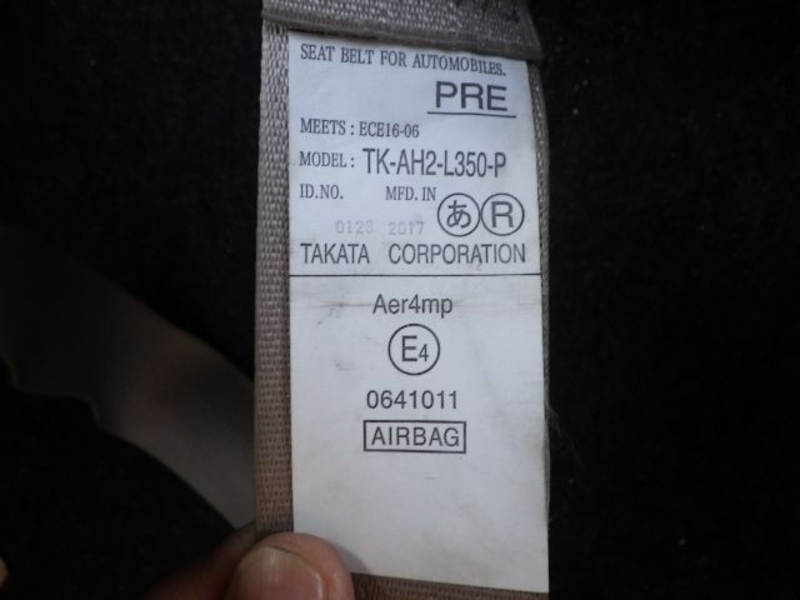 SEAT BELT FOR AUTOMOBILES.
PRE
MEETS : ECE16-06
MODEL : TK-AH2-L350-P
ID.NO. MFD. IN あ R
0123 2017
TAKATA CORPORATION
Aer4mp
E4
0641011
AIRBAG